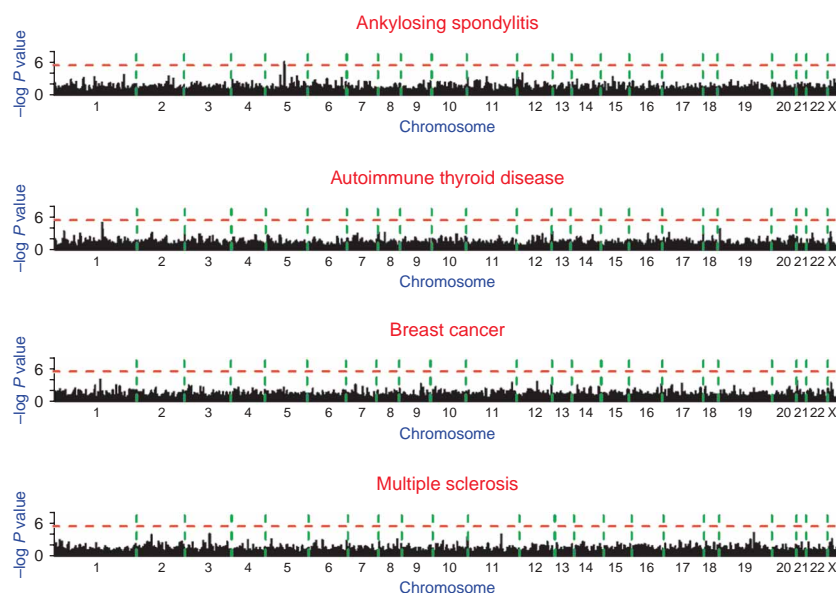 Ankylosing spondylitis
–log P value
6
0
1 2 3 4 5 6 7 8 9 10 11 12 13 14 15 16 17 18 19 20 21 22 X
Chromosome
Autoimmune thyroid disease
–log P value
6
0
1 2 3 4 5 6 7 8 9 10 11 12 13 14 15 16 17 18 19 20 21 22 X
Chromosome
Breast cancer
–log P value
6
0
1 2 3 4 5 6 7 8 9 10 11 12 13 14 15 16 17 18 19 20 21 22 X
Chromosome
Multiple sclerosis
–log P value
6
0
1 2 3 4 5 6 7 8 9 10 11 12 13 14 15 16 17 18 19 20 21 22 X
Chromosome